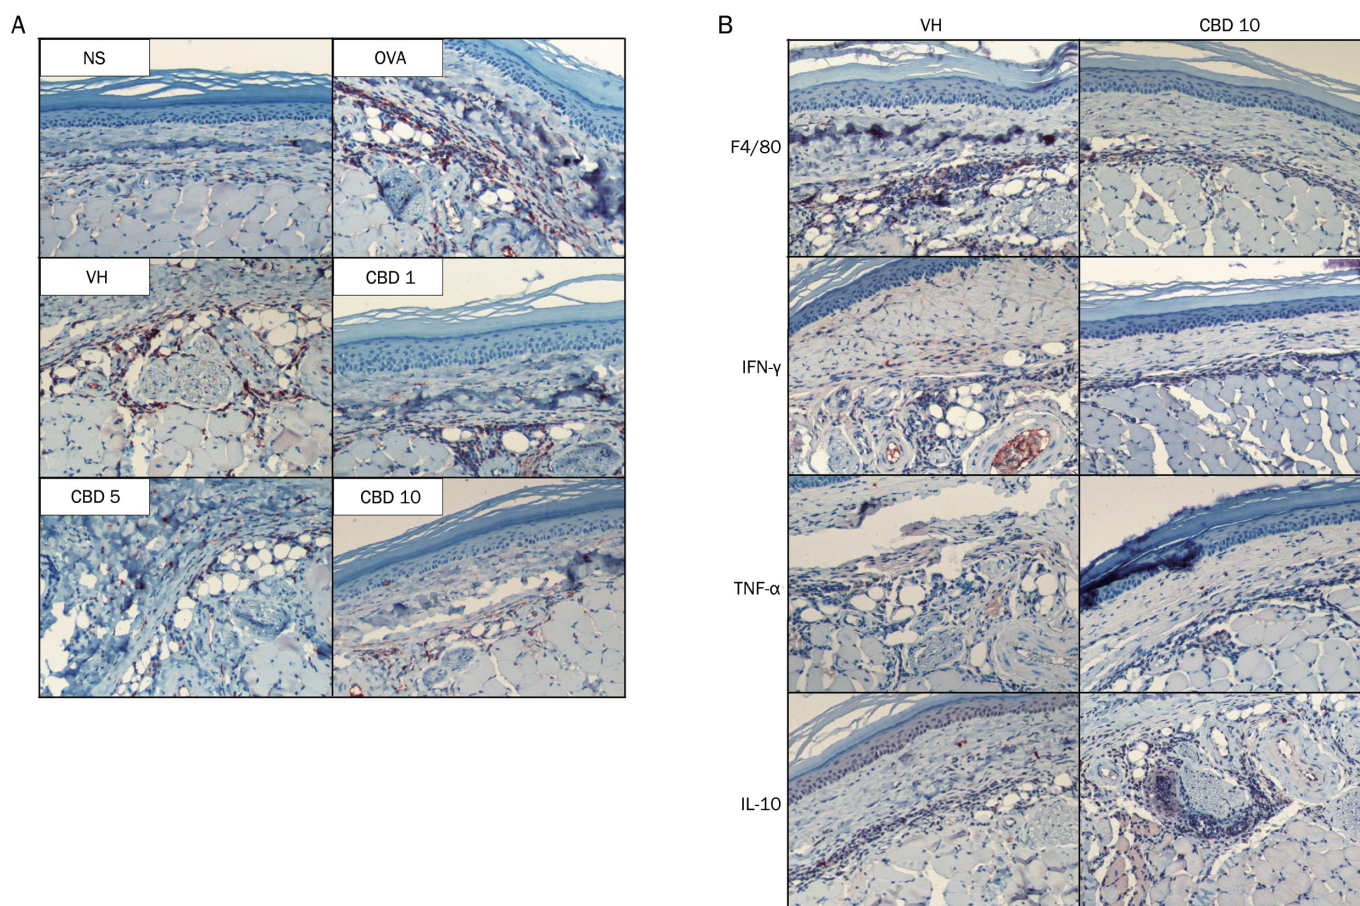 A
NS
OVA
VH
CBD 1
CBD 5
CBD 10
B
VH
CBD 10
F4/80
IFN-γ
TNF-α
IL-10